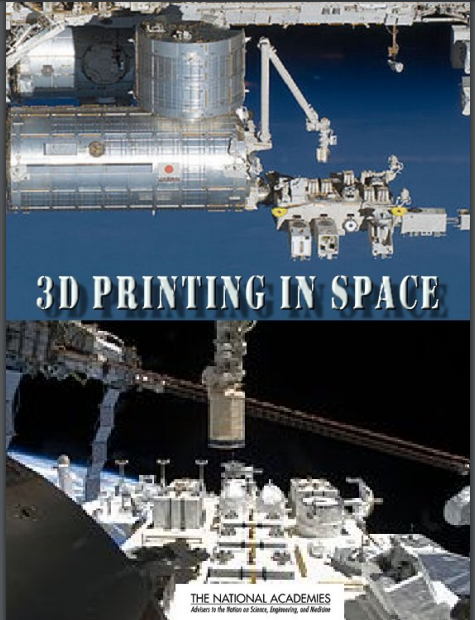 3D PRINTING IN SPACE
THE NATIONAL ACADEMIES
Advisers to the Nation on Science, Engineering, and Medicine